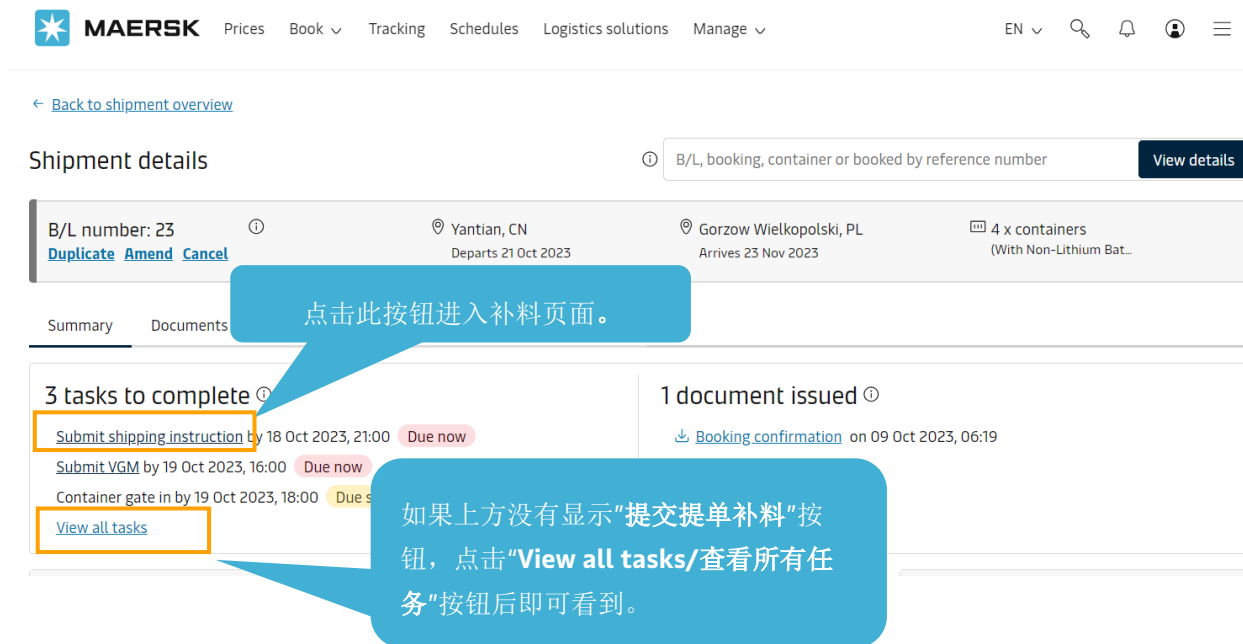 MAERSK Prices Book Tracking Schedules Logistics solutions Manage EN
Back to shipment overview
Shipment details
B/L, booking, container or booked by reference number View details
B/L number: 23 Yantian, CN Gorzow Wielkopolski, PL 4 x containers
Duplicate Amend Cancel Departs 21 Oct 2023 Arrives 23 Nov 2023 (With Non-Lithium Bat...
点击此按钮进入补料页面。
Summary Documents
3 tasks to complete 1 document issued
Submit shipping instruction by 18 Oct 2023, 21:00 Due now Booking confirmation on 09 Oct 2023, 06:19
Submit VGM by 19 Oct 2023, 16:00 Due now
Container gate in by 19 Oct 2023, 18:00 Due s
View all tasks
如果上方没有显示"提交提单补料"按
钮，点击“View all tasks/查看所有任
务”按钮后即可看到。